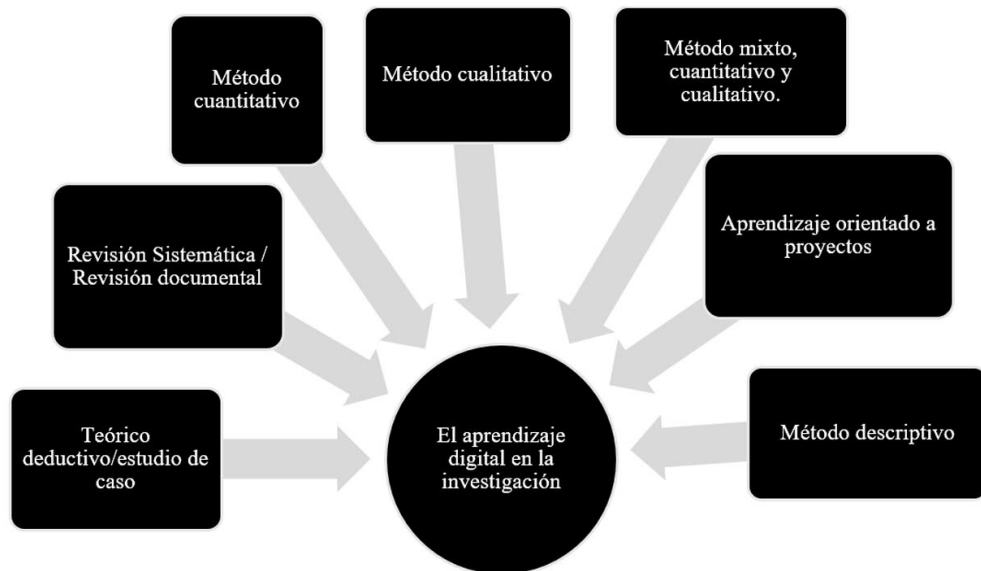 Método
cuantitativo
Método cualitativo
Método mixto,
cuantitativo y
cualitativo.
Revisión Sistemática /
Revisión documental
Aprendizaje orientado a
proyectos
Teórico
deductivo/estudio de
caso
El aprendizaje
digital en la
investigación
Método descriptivo